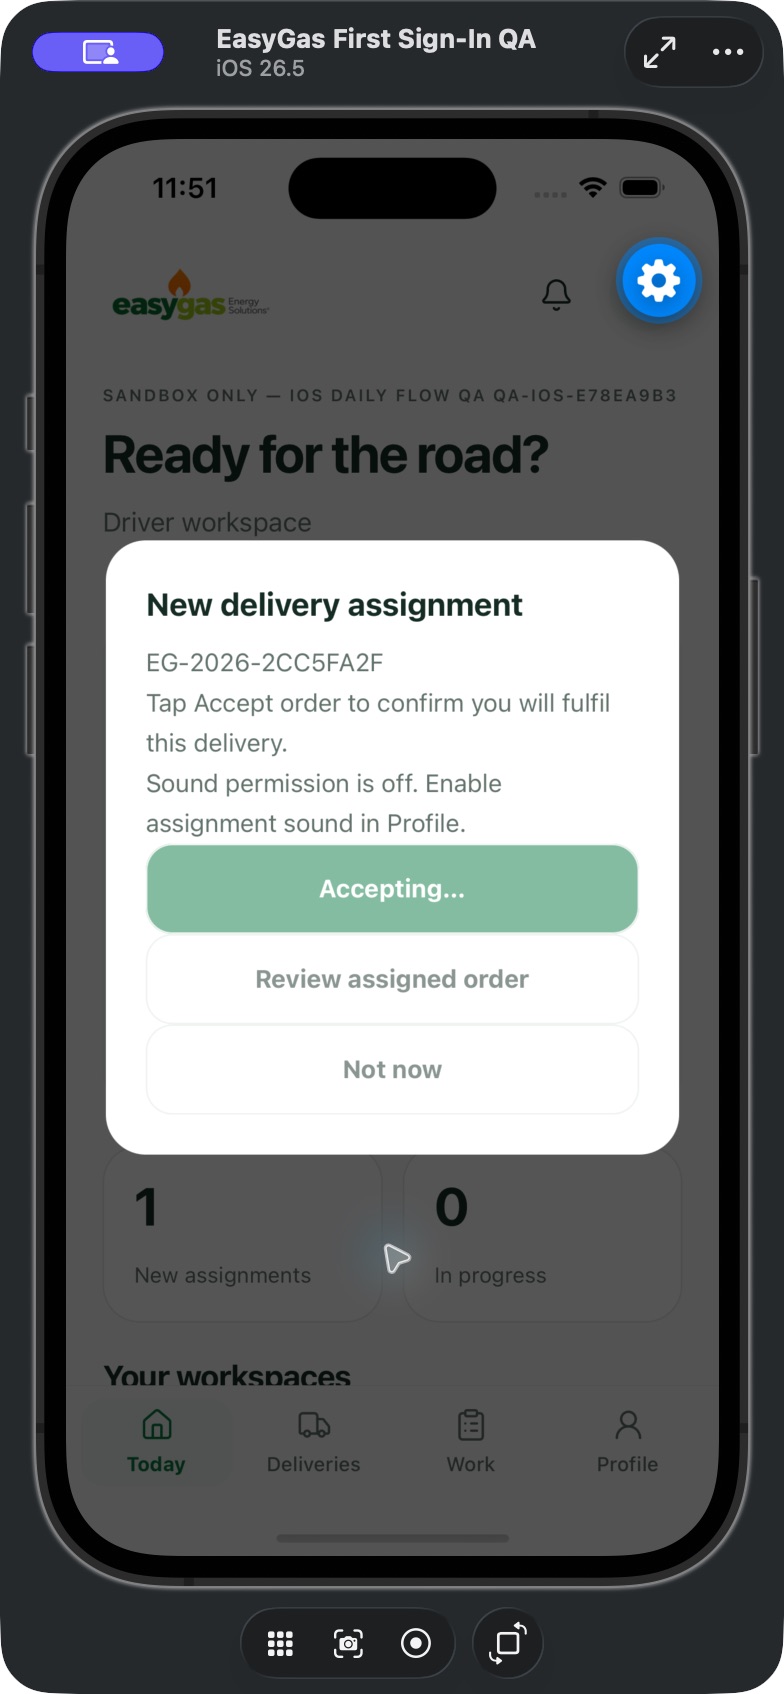 EasyGas First Sign-In QA
iOS 26.5
11:51
easygas Energy Solutions
SANDBOX ONLY — IOS DAILY FLOW QA QA-IOS-E78EA9B3
Ready for the road?
Driver workspace
New delivery assignment
EG-2026-2CC5FA2F
Tap Accept order to confirm you will fulfil
this delivery.
Sound permission is off. Enable
assignment sound in Profile.
Accepting...
Review assigned order
Not now
1
0
New assignments
In progress
Your workspaces
Today
Deliveries
Work
Profile